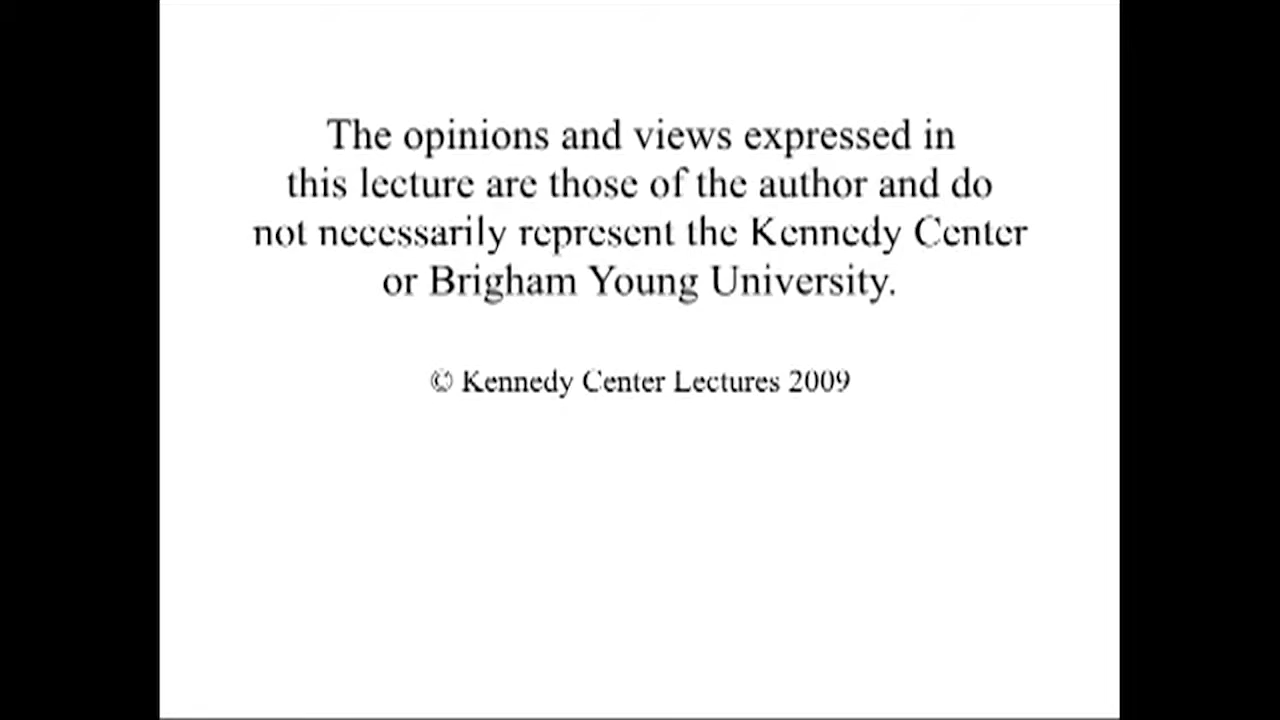 The opinions and views expressed in
this lecture are those of the author and do
not necessarily represent the Kennedy Center
or Brigham Young University.
© Kennedy Center Lectures 2009